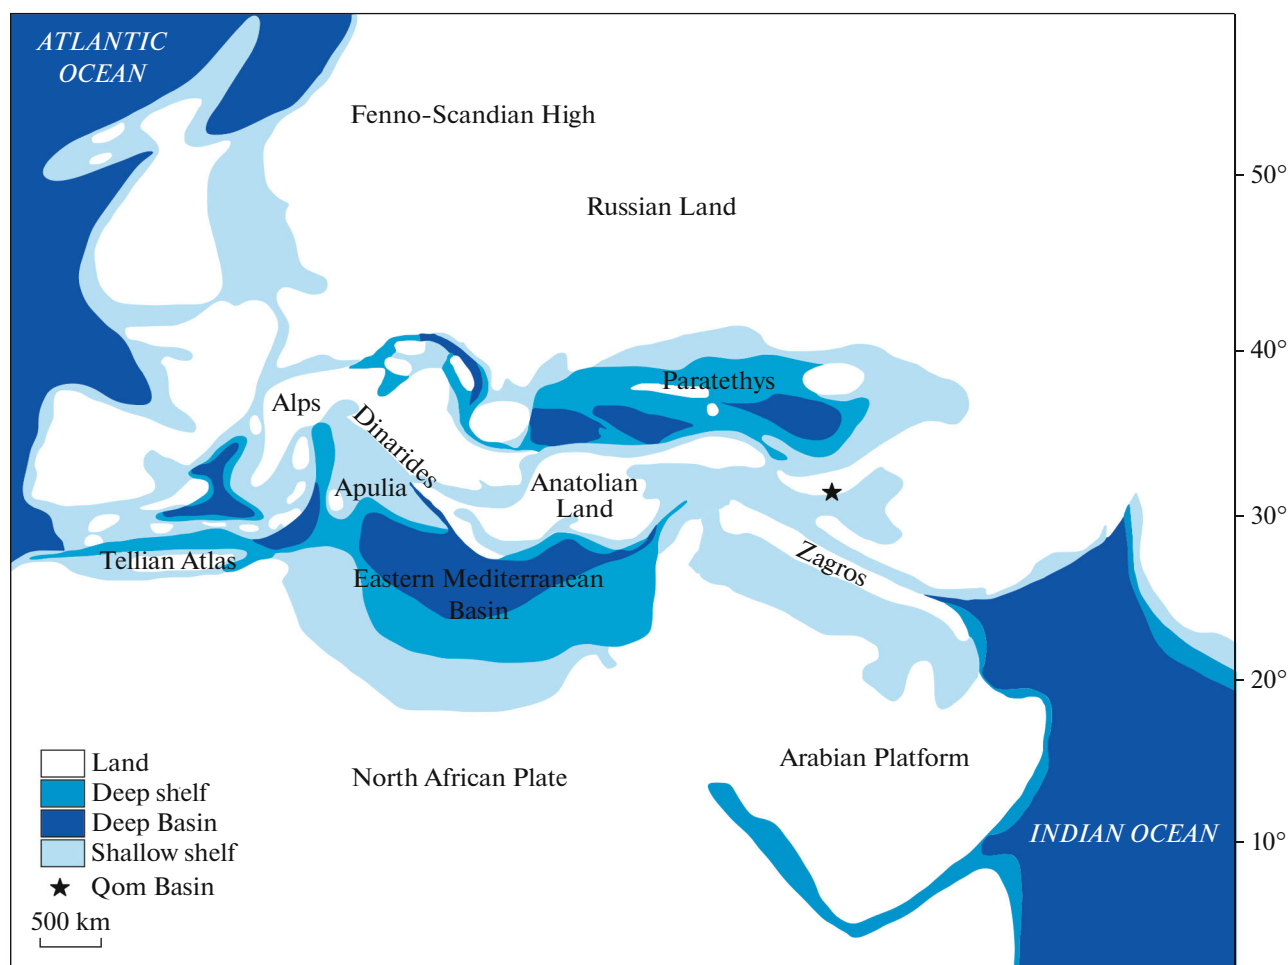 ATLANTIC
OCEAN
Fenno-Scandian High
50°
Russian Land
40°
Paratethys
Alps
Dinarides
Apulia
Anatolian
Land
30°
Tellian Atlas
Zagros
Eastern Mediterranean
Basin
20°
Land
Deep shelf
Deep Basin
Shallow shelf
Qom Basin
500 km
North African Plate
Arabian Platform
INDIAN OCEAN
10°